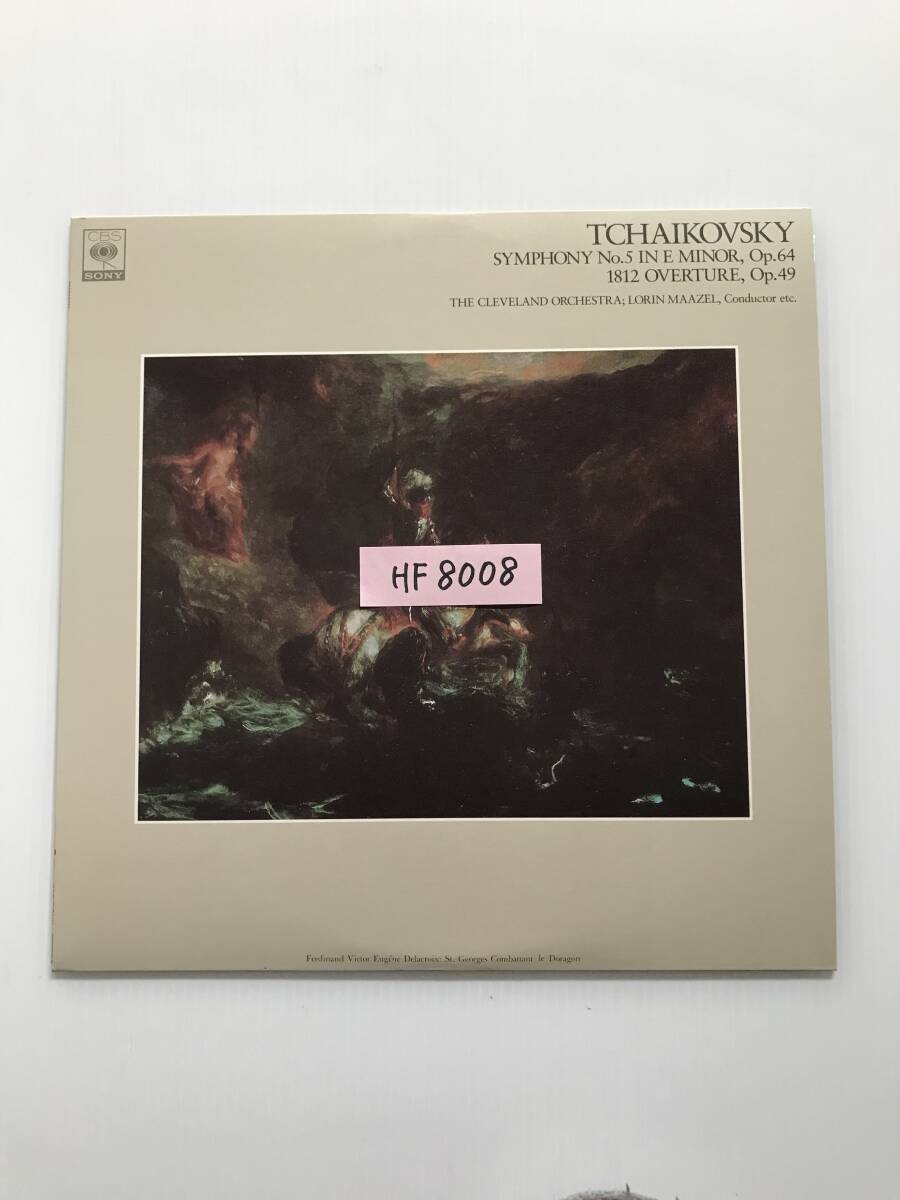 CBS
SONY
TCHAIKOVSKY
SYMPHONY No.5 IN E MINOR, Op.64
1812 OVERTURE, Op.49
THE CLEVELAND ORCHESTRA; LORIN MAAZEL, Conductor etc.
HF 8008
Ferdinand Victor Eugéne Delacroix: St. Georges Combattant le Doragon